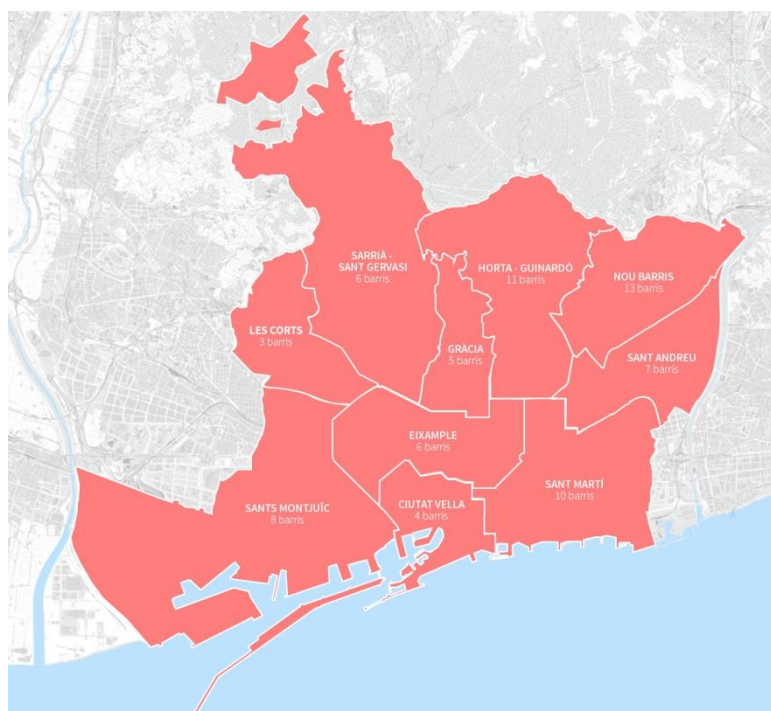 SARRIÀ -
SANT GERVASI
6 barris
HORTA - GUINARDÓ
11 barris
NOU BARRIS
13 barris
LES CORTS
3 barris
GRÀCIA
5 barris
SANT ANDREU
7 barris
EIXAMPLE
6 barris
SANTS MONTJUÏC
8 barris
CIUTAT VELLA
4 barris
SANT MARTÍ
10 barris